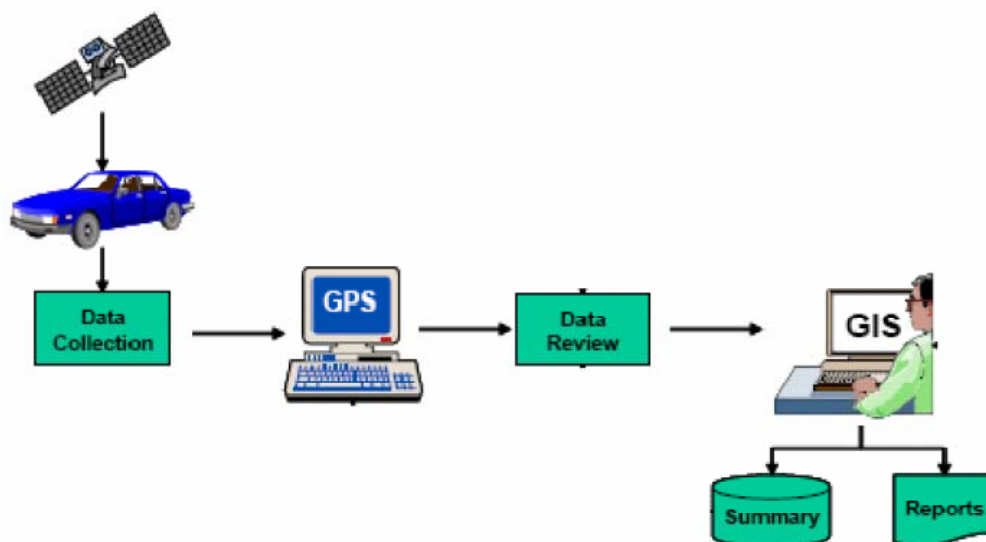 Data
Collection
GPS
Data
Review
GIS
Summary
Reports